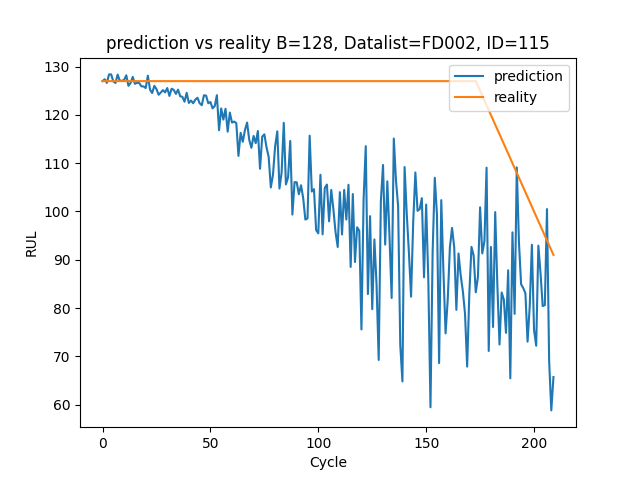 prediction vs reality B=128, Datalist=FD002, ID=115
prediction
reality
130
120
110
100
90
80
70
60
RUL
0
50
100
150
200
Cycle